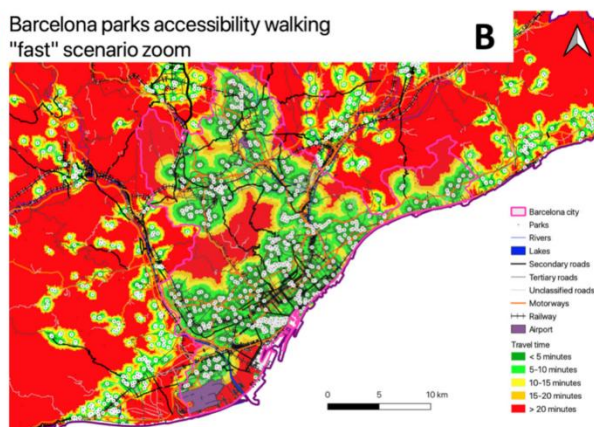 Barcelona parks accessibility walking
"fast" scenario zoom
B
Barcelona city
Parks
Rivers
Lakes
Secondary roads
Tertiary roads
Unclassified roads
Motorways
Railway
Airport
Travel time
< 5 minutes
5-10 minutes
10-15 minutes
15-20 minutes
> 20 minutes
0 5 10 km